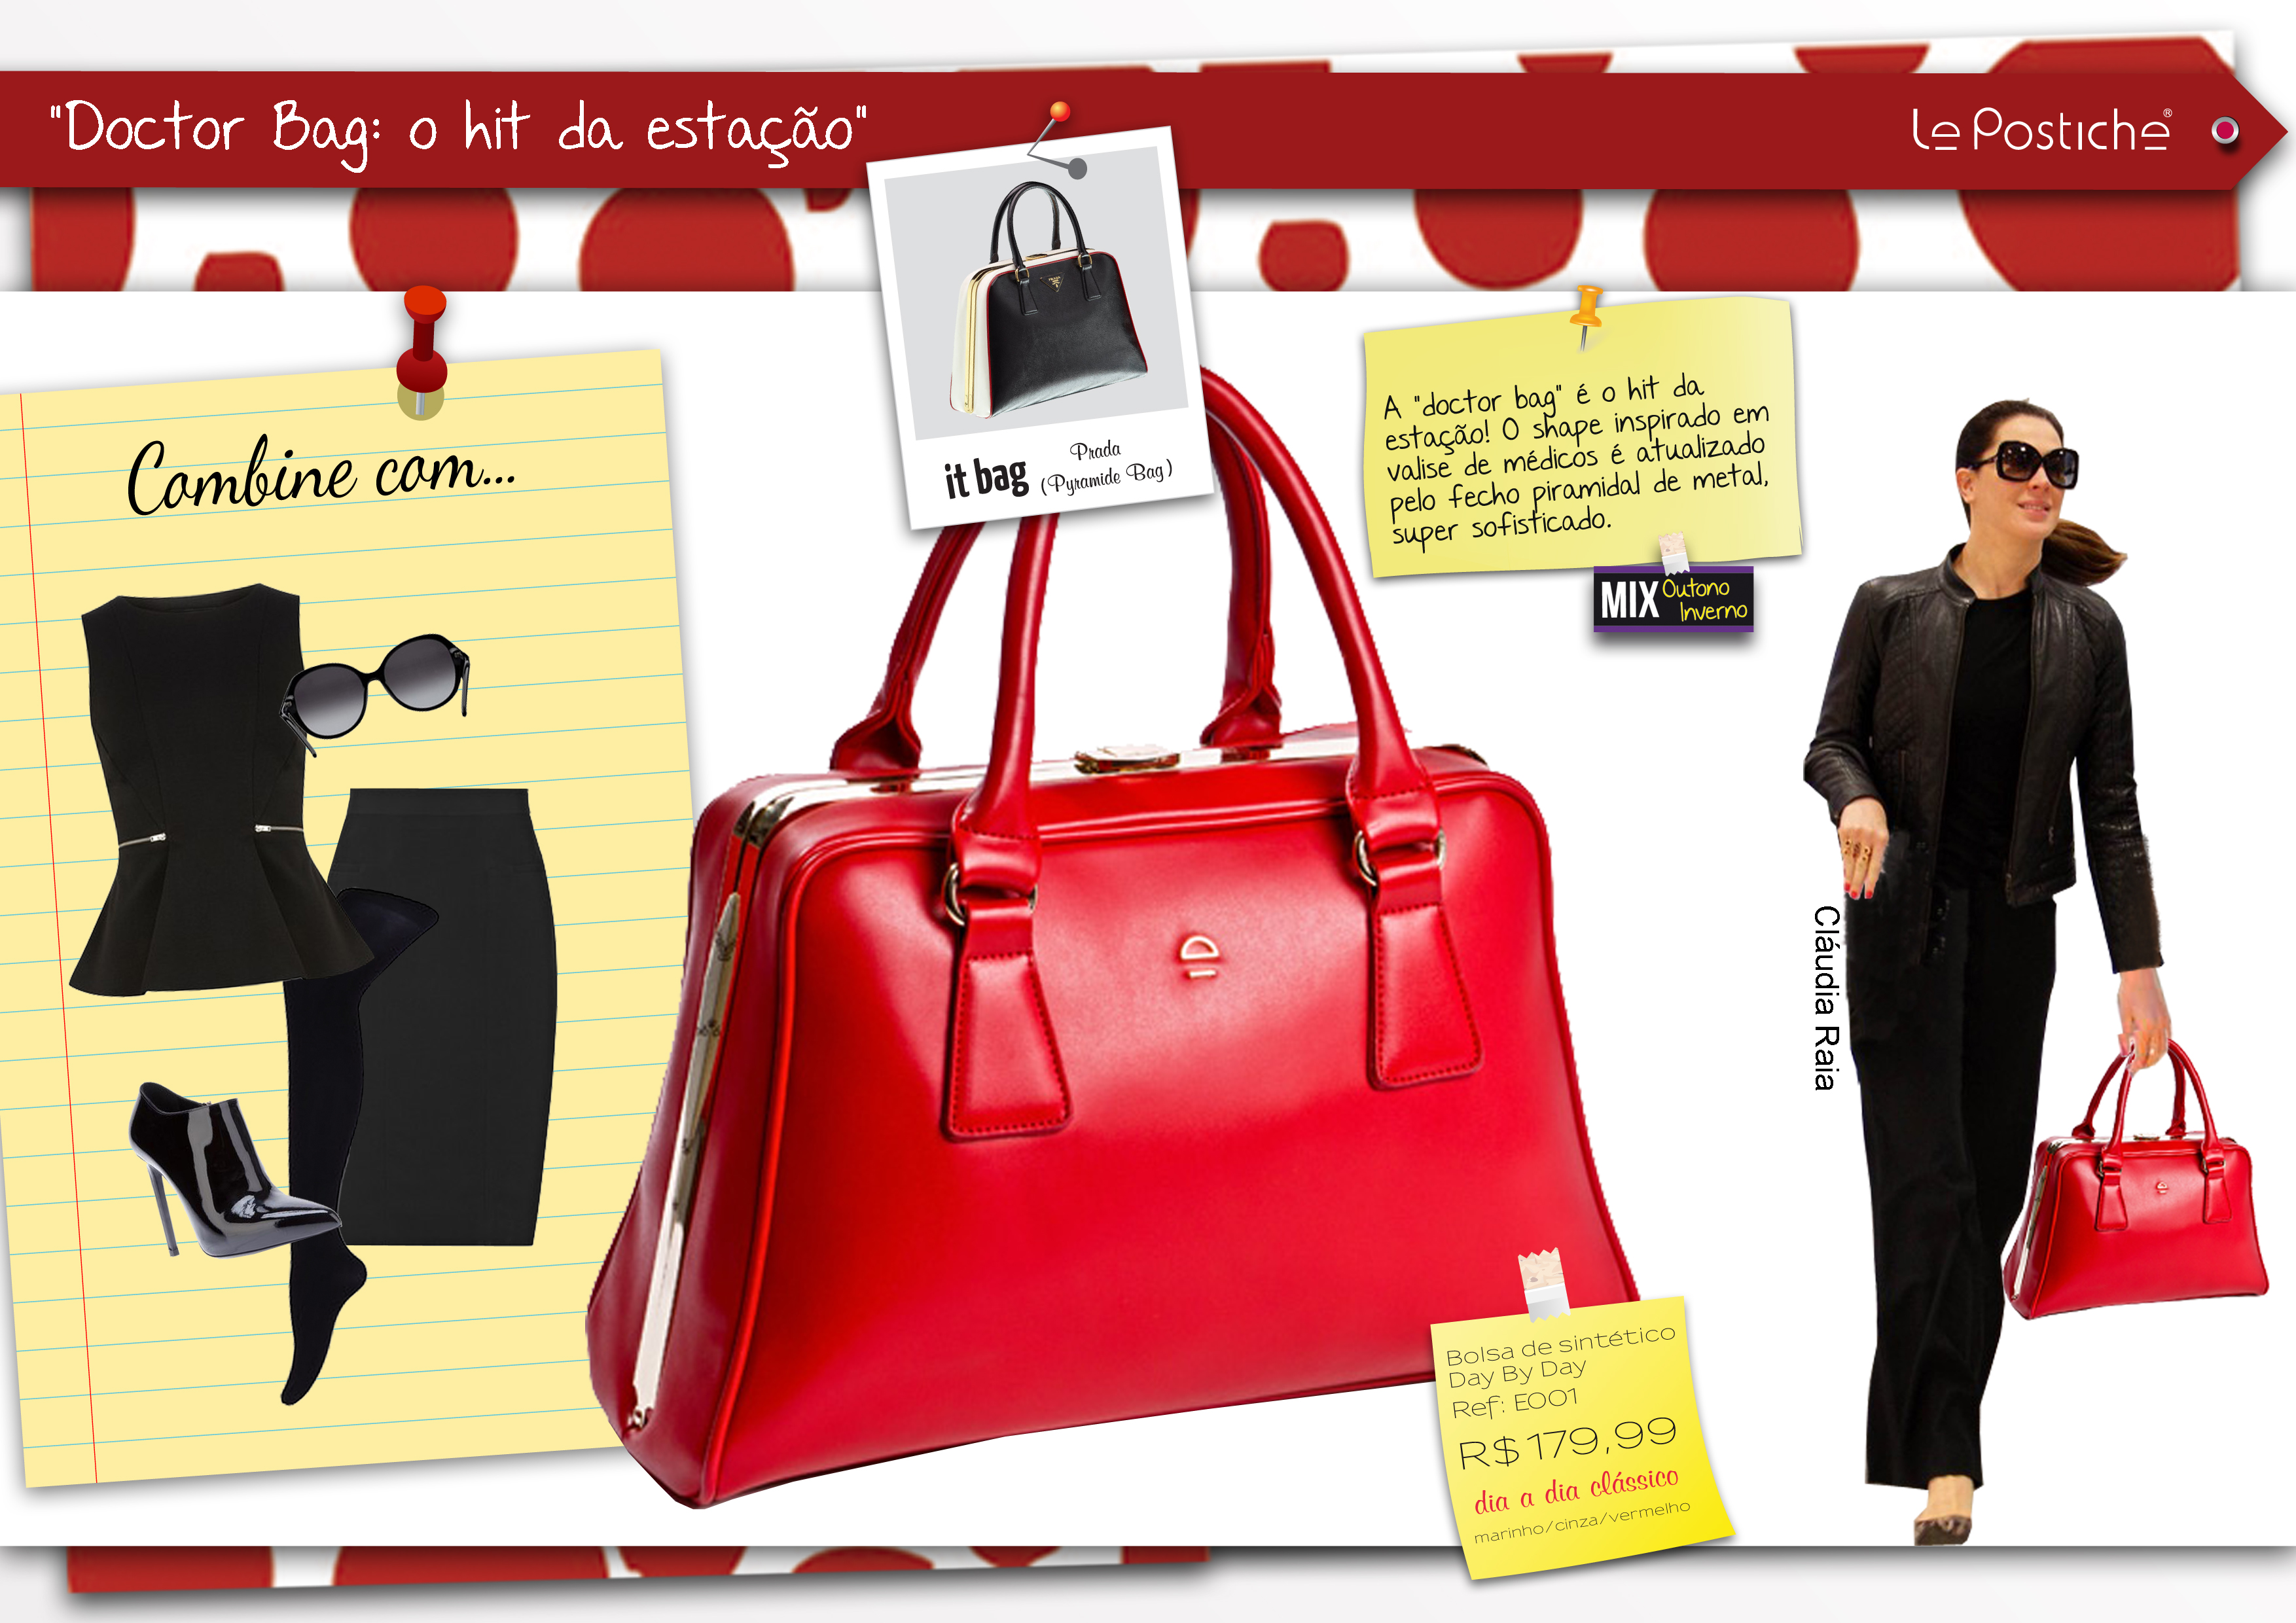 "Doctor Bag: o hit da estação"
Le Postiche®
it bag
Prada
(Pyramide Bag)
PRADA
Combine com...
A "doctor bag" é o hit da
estação! O shape inspirado em
valise de médicos é atualizado
pelo fecho piramidal de metal,
super sofisticado.
MIX Outono
Inverno
Cláudia Raia
Bolsa de sintético
Day By Day
Ref: E001
R$ 179,99
dia a dia clássico
marinho/cinza/vermelho